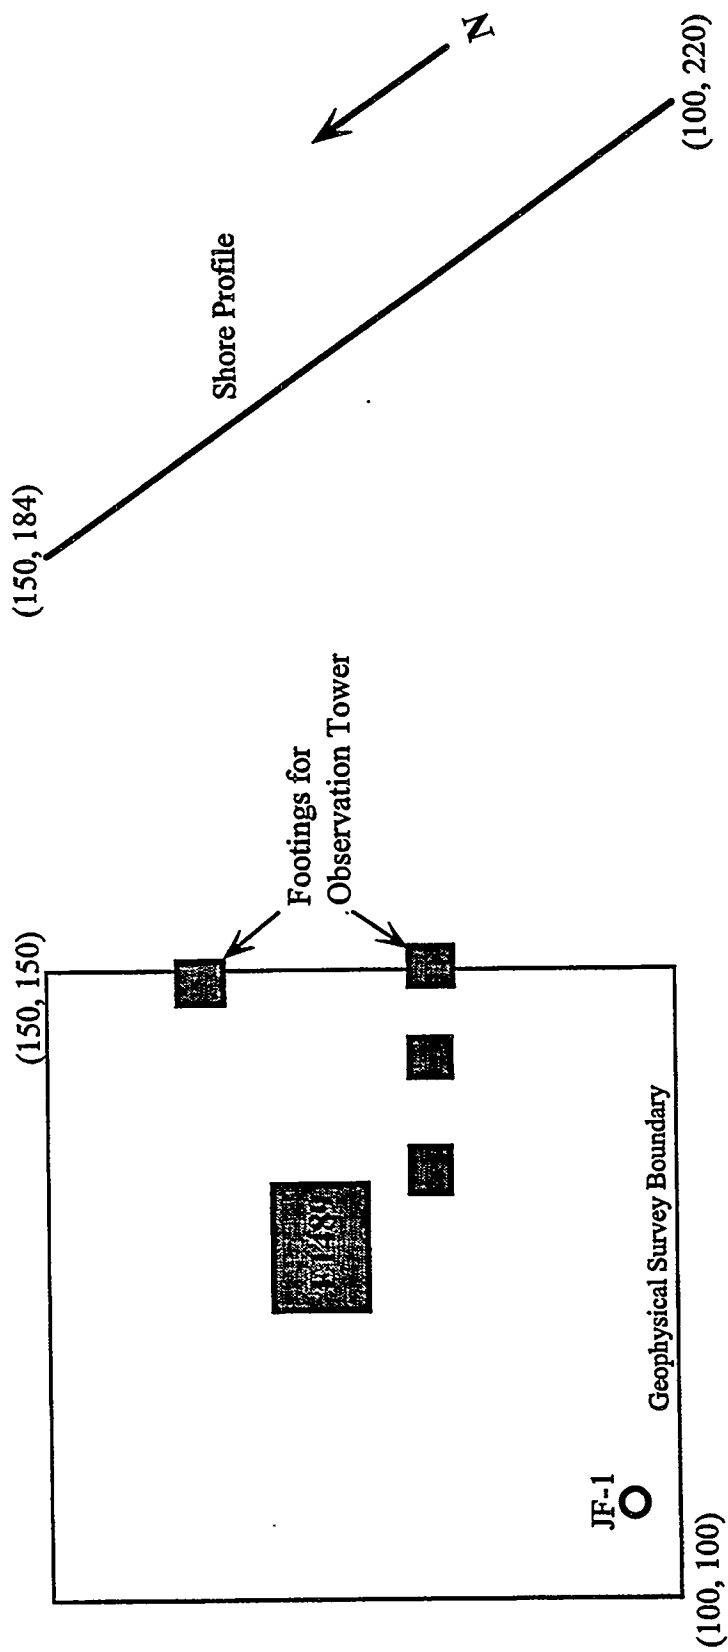 (150, 184)
Shore Profile
N
(100, 220)
(150, 150)
Footings for
Observation Tower
E1489
JF-1
Geophysical Survey Boundary
(100, 100)